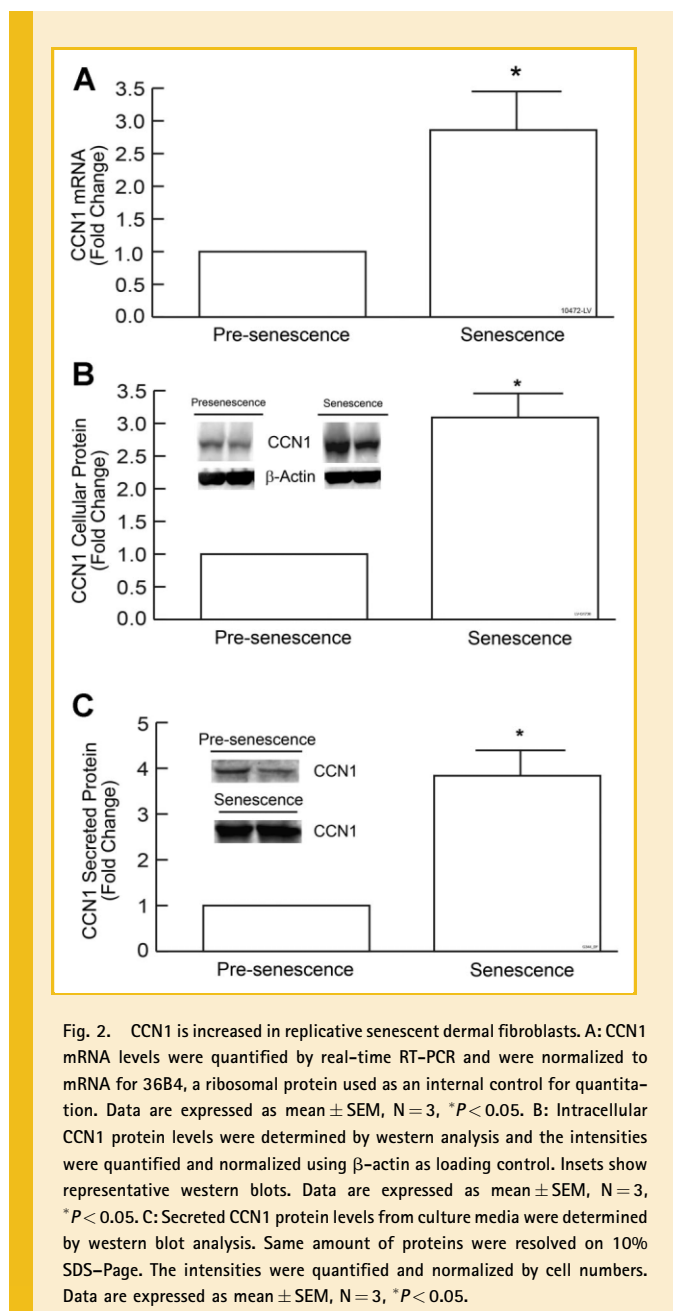 A
CCN1 mRNA
(Fold Change)
4.0
3.5
3.0
2.5
2.0
1.5
1.0
0.5
0.0
*
10472-LV
Pre-senescence Senescence
B
CCN1 Cellular Protein
(Fold Change)
4.0
3.5
3.0
2.5
2.0
1.5
1.0
0.5
0.0
Presenescence Senescence
CCN1
β-Actin
*
Pre-senescence Senescence
C
CCN1 Secreted Protein
(Fold Change)
5
4
3
2
1
0
Pre-senescence
CCN1
Senescence
CCN1
*
Pre-senescence Senescence
Fig. 2. CCN1 is increased in replicative senescent dermal fibroblasts. A: CCN1
mRNA levels were quantified by real-time RT-PCR and were normalized to
mRNA for 36B4, a ribosomal protein used as an internal control for quantita-
tion. Data are expressed as mean ± SEM, N = 3, *P < 0.05. B: Intracellular
CCN1 protein levels were determined by western analysis and the intensities
were quantified and normalized using β-actin as loading control. Insets show
representative western blots. Data are expressed as mean ± SEM, N = 3,
*P < 0.05. C: Secreted CCN1 protein levels from culture media were determined
by western blot analysis. Same amount of proteins were resolved on 10%
SDS-Page. The intensities were quantified and normalized by cell numbers.
Data are expressed as mean ± SEM, N = 3, *P < 0.05.